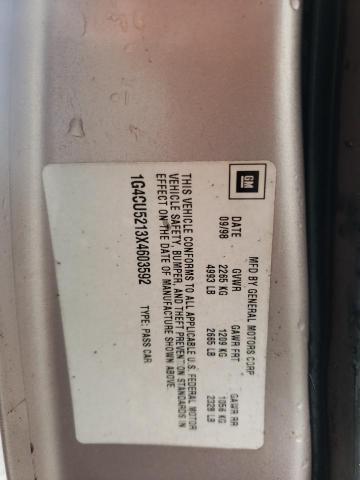 GM
MFD BY GENERAL MOTORS CORP
DATE GVWR GAWR FRT GAWR RR
09/98 2265 KG 1209 KG 1056 KG
4993 LB 2665 LB 2328 LB
THIS VEHICLE CONFORMS TO ALL APPLICABLE U.S. FEDERAL MOTOR
VEHICLE SAFETY, BUMPER, AND THEFT PREVENTION STANDARDS IN
EFFECT ON THE DATE OF MANUFACTURE SHOWN ABOVE.
1G4CU5213X4603592 TYPE: PASS CAR